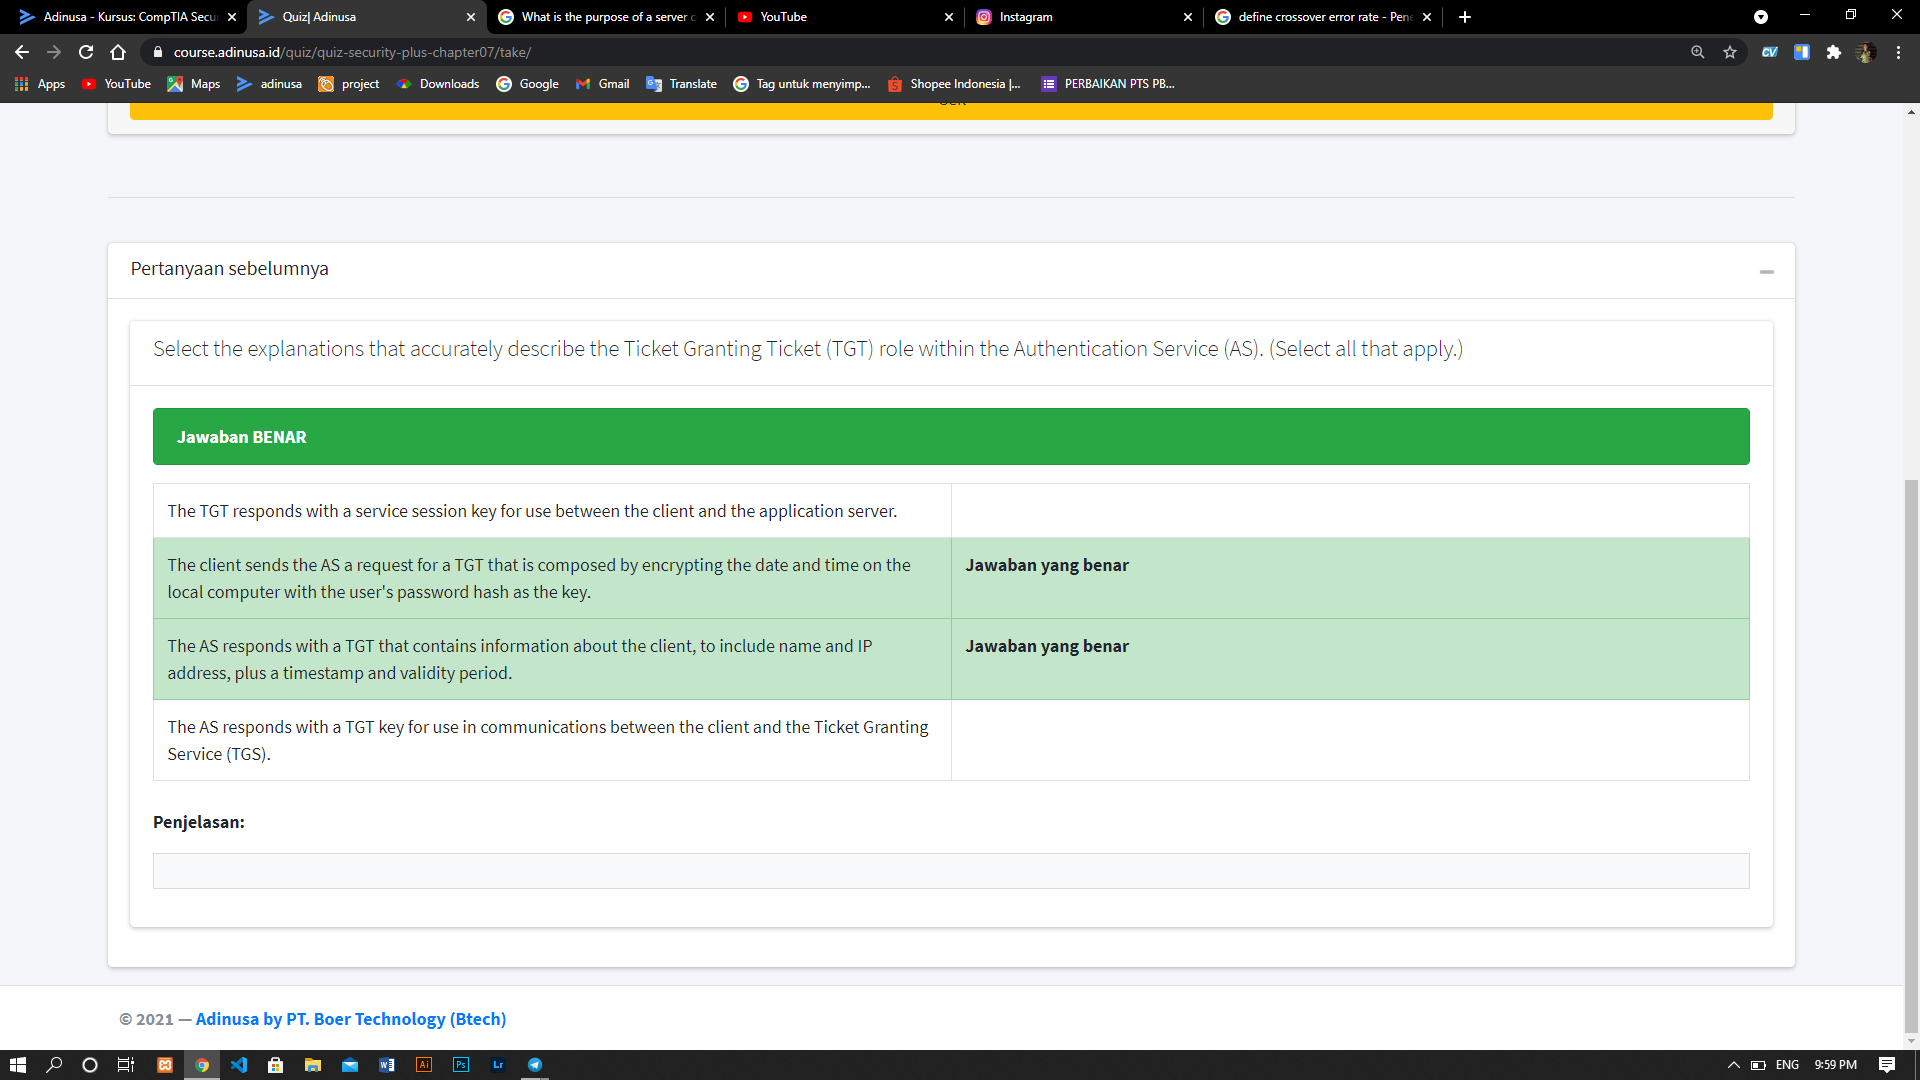 Adinusa - Kursus: CompTIA Secu
Quiz| Adinusa
What is the purpose of a server c
YouTube
Instagram
define crossover error rate - Pene
course.adinusa.id/quiz/quiz-security-plus-chapter07/take/
Apps
YouTube
Maps
adinusa
project
Downloads
Google
Gmail
Translate
Tag untuk menyimp...
Shopee Indonesia |...
PERBAIKAN PTS PB...
Pertanyaan sebelumnya
Select the explanations that accurately describe the Ticket Granting Ticket (TGT) role within the Authentication Service (AS). (Select all that apply.)
Jawaban BENAR
The TGT responds with a service session key for use between the client and the application server.
The client sends the AS a request for a TGT that is composed by encrypting the date and time on the
local computer with the user's password hash as the key.
Jawaban yang benar
The AS responds with a TGT that contains information about the client, to include name and IP
address, plus a timestamp and validity period.
Jawaban yang benar
The AS responds with a TGT key for use in communications between the client and the Ticket Granting
Service (TGS).
Penjelasan:
© 2021 — Adinusa by PT. Boer Technology (Btech)
Ai
Ps
Lr
ENG
9:59 PM